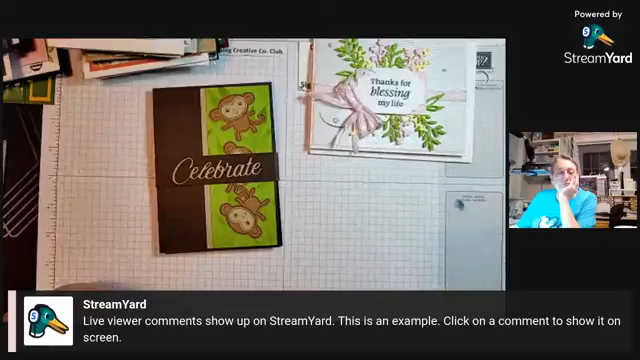 Powered by
StreamYard
ing Creative Co. Club
Thanks for
blessing
my life
Celebrate
StreamYard
Live viewer comments show up on StreamYard. This is an example. Click on a comment to show it on
screen.